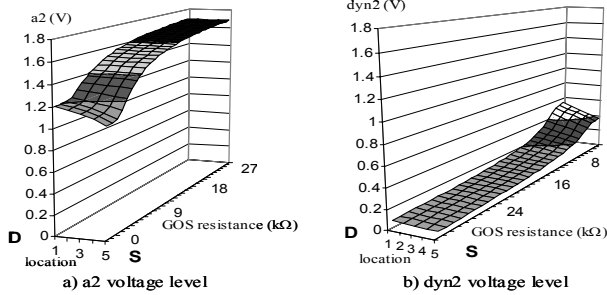 a2 (V)
1.8
1.6
1.4
1.2
1
0.8
0.6
0.4
0.2
0
D
1
3
5
location
S
0
9
18
27
GOS resistance (kΩ)
a) a2 voltage level
dyn2 (V)
1.8
1.6
1.4
1.2
1
0.8
0.6
0.4
0.2
0
D
1 2 3 4 5
location
S
24
16
8
GOS resistance (kΩ)
b) dyn2 voltage level